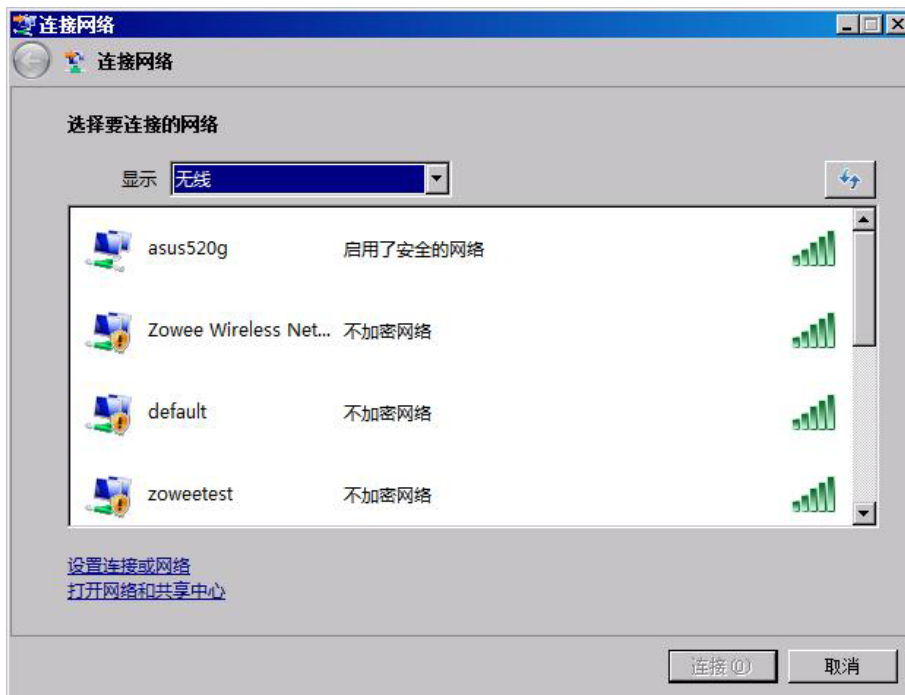 连接网络
连接网络
选择要连接的网络
显示 无线
asus520g 启用了安全的网络
Zowee Wireless Net... 不加密网络
default 不加密网络
zoweetest 不加密网络
设置连接或网络
打开网络和共享中心
连接(O) 取消